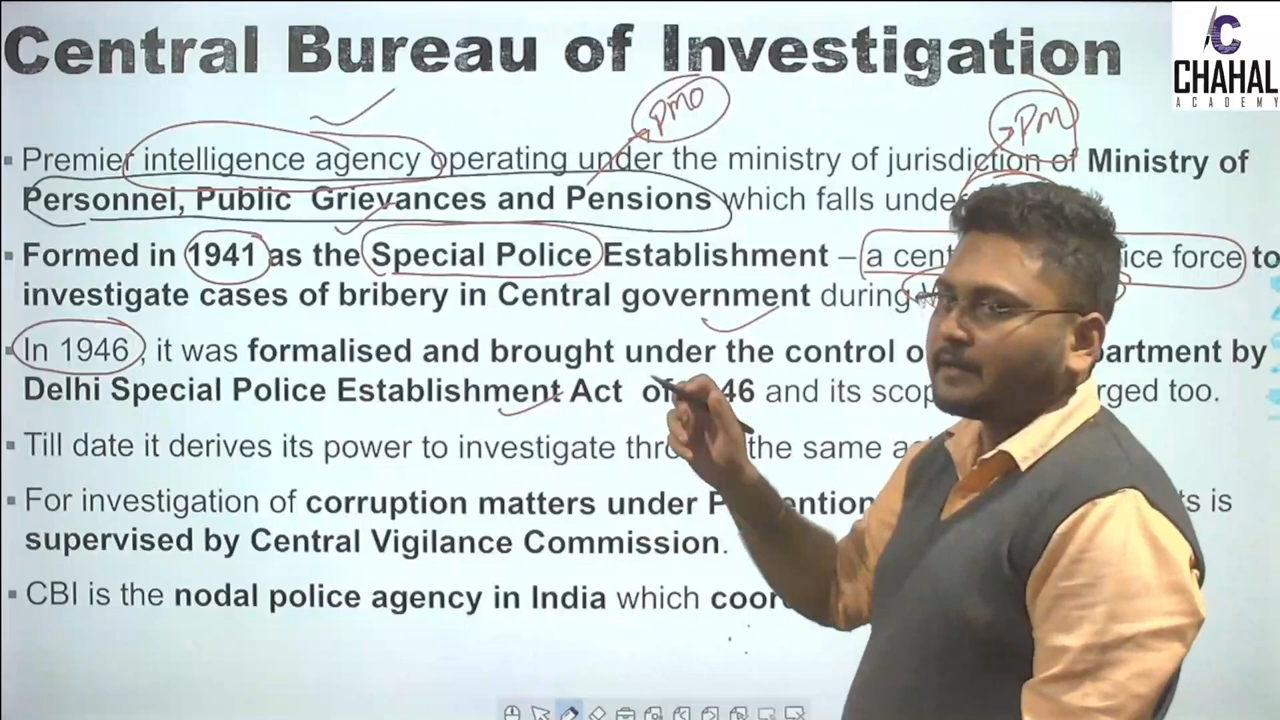 Central Bureau of Investigation
C
CHAHAL
ACADEMY
PMO
PM
Premier intelligence agency operating under the ministry of jurisdiction of Ministry of
Personnel, Public Grievances and Pensions which falls under
Formed in 1941 as the Special Police Establishment – a cen ice force to
investigate cases of bribery in Central government during
In 1946, it was formalised and brought under the control o artment by
Delhi Special Police Establishment Act of 46 and its scop rged too.
Till date it derives its power to investigate thro the same a
For investigation of corruption matters under P ention ts is
supervised by Central Vigilance Commission.
CBI is the nodal police agency in India which coor